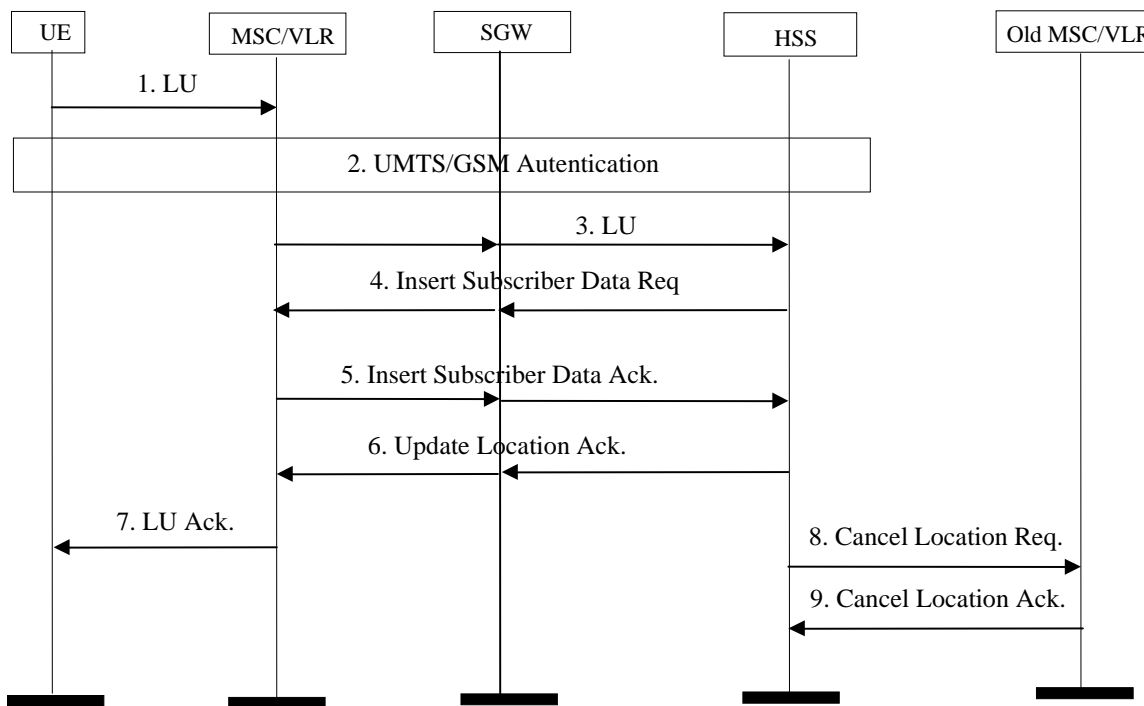 UE
MSC/VLR
SGW
HSS
Old MSC/VLR
1. LU
2. UMTS/GSM Autentication
3. LU
4. Insert Subscriber Data Req
5. Insert Subscriber Data Ack.
6. Update Location Ack.
7. LU Ack.
8. Cancel Location Req.
9. Cancel Location Ack.